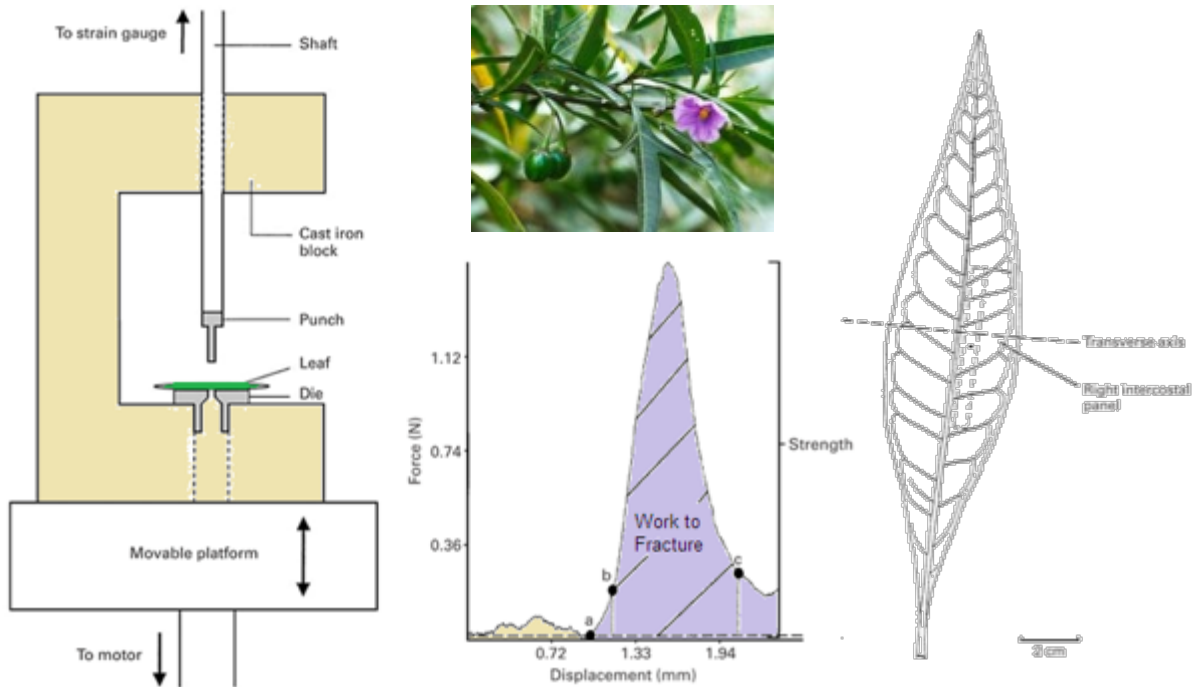 To strain gauge
Shaft
Cast iron
block
Punch
Leaf
Die
Movable platform
To motor
1.12
0.74
0.36
Force (N)
Strength
Work to
Fracture
a
b
c
0.72 1.33 1.94
Displacement (mm)
Transverse axis
Right intercostal
panel
2 cm